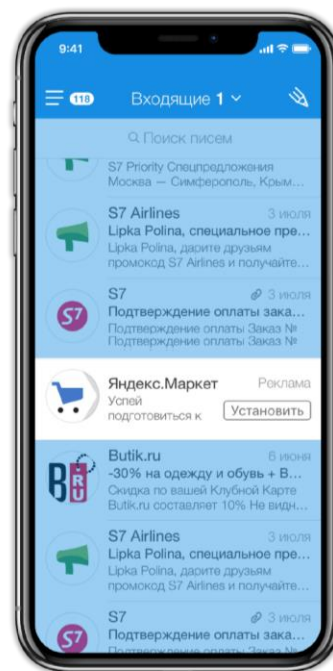 9:41
118 Входящие 1
Поиск писем
S7 Priority Спецпредложения
Москва — Симферополь, Крым...
S7 Airlines 3 июля
Lipka Polina, специальное пре...
Lipka Polina, дарите друзьям
промокод S7 Airlines и получайте...
S7 3 июля
Подтверждение оплаты зака...
Подтверждение оплаты Заказ №
Подтверждение оплаты Заказ №
S7
Яндекс.Маркет Реклама
Успей
подготовиться к Установить
Butik.ru 6 июня
-30% на одежду и обувь + В...
Скидка по вашей Клубной Карте
Butik.ru составляет 10% Не видн...
B RU
S7 Airlines 3 июля
Lipka Polina, специальное пре...
Lipka Polina, дарите друзьям
промокод S7 Airlines и получайте...
S7 3 июля
Подтверждение оплаты зака...
S7